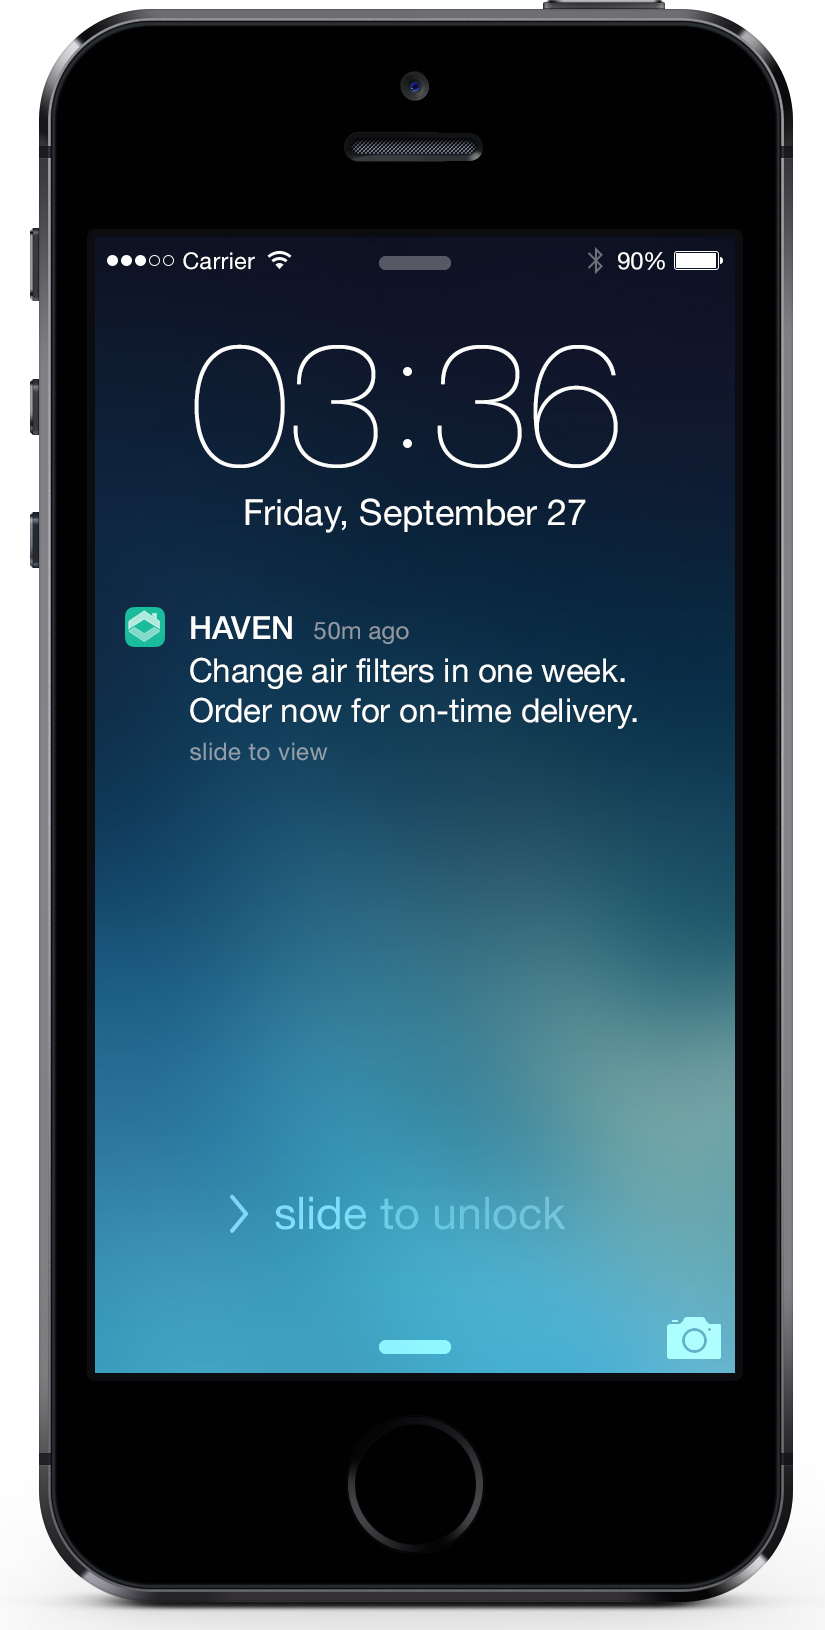 Carrier 90%
03:36
Friday, September 27
HAVEN 50m ago
Change air filters in one week.
Order now for on-time delivery.
slide to view
> slide to unlock